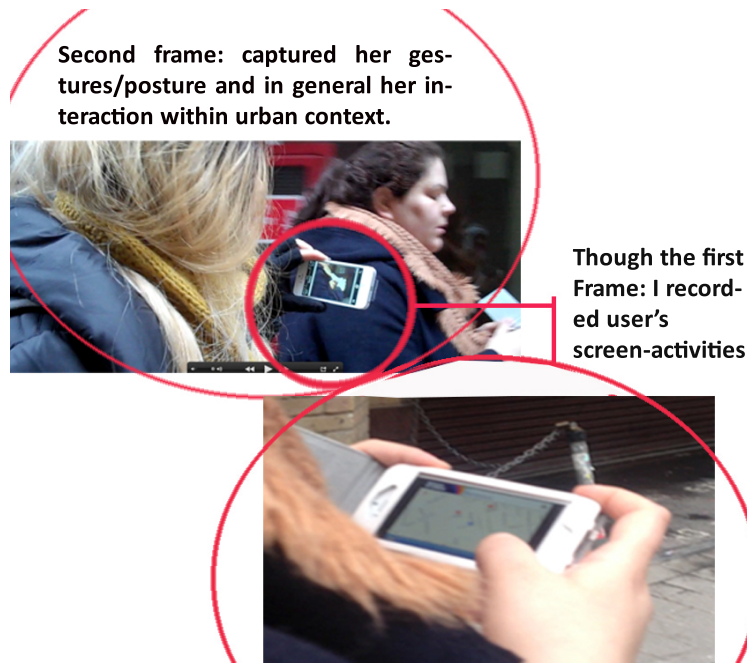 Second frame: captured her ges-
tures/posture and in general her in-
teraction within urban context.
Though the first
Frame: I record-
ed user's
screen-activities